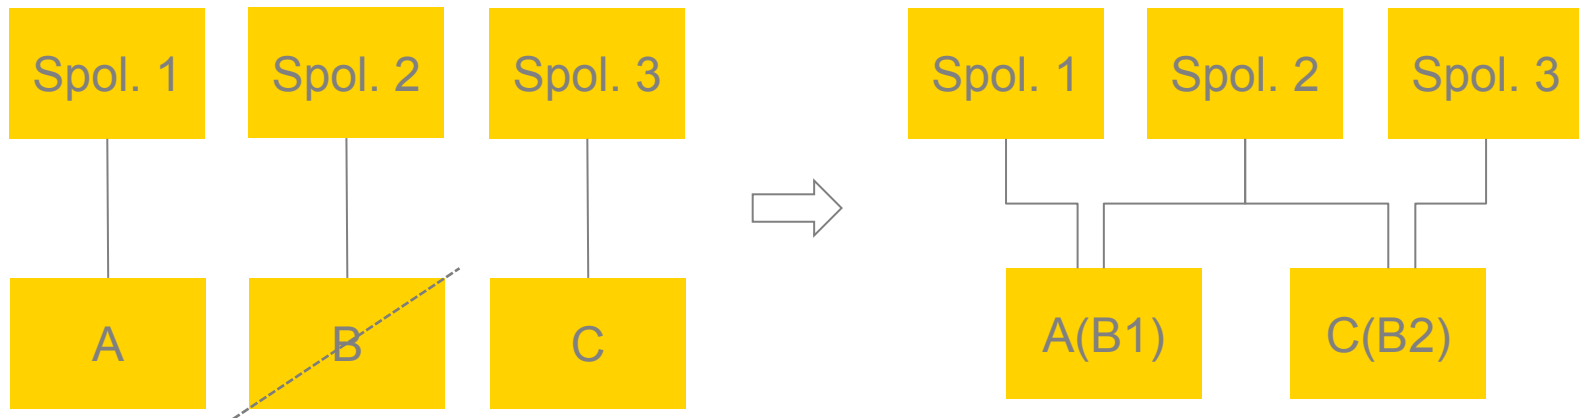 Spol. 1
Spol. 2
Spol. 3
A
B
C
Spol. 1
Spol. 2
Spol. 3
A(B1)
C(B2)